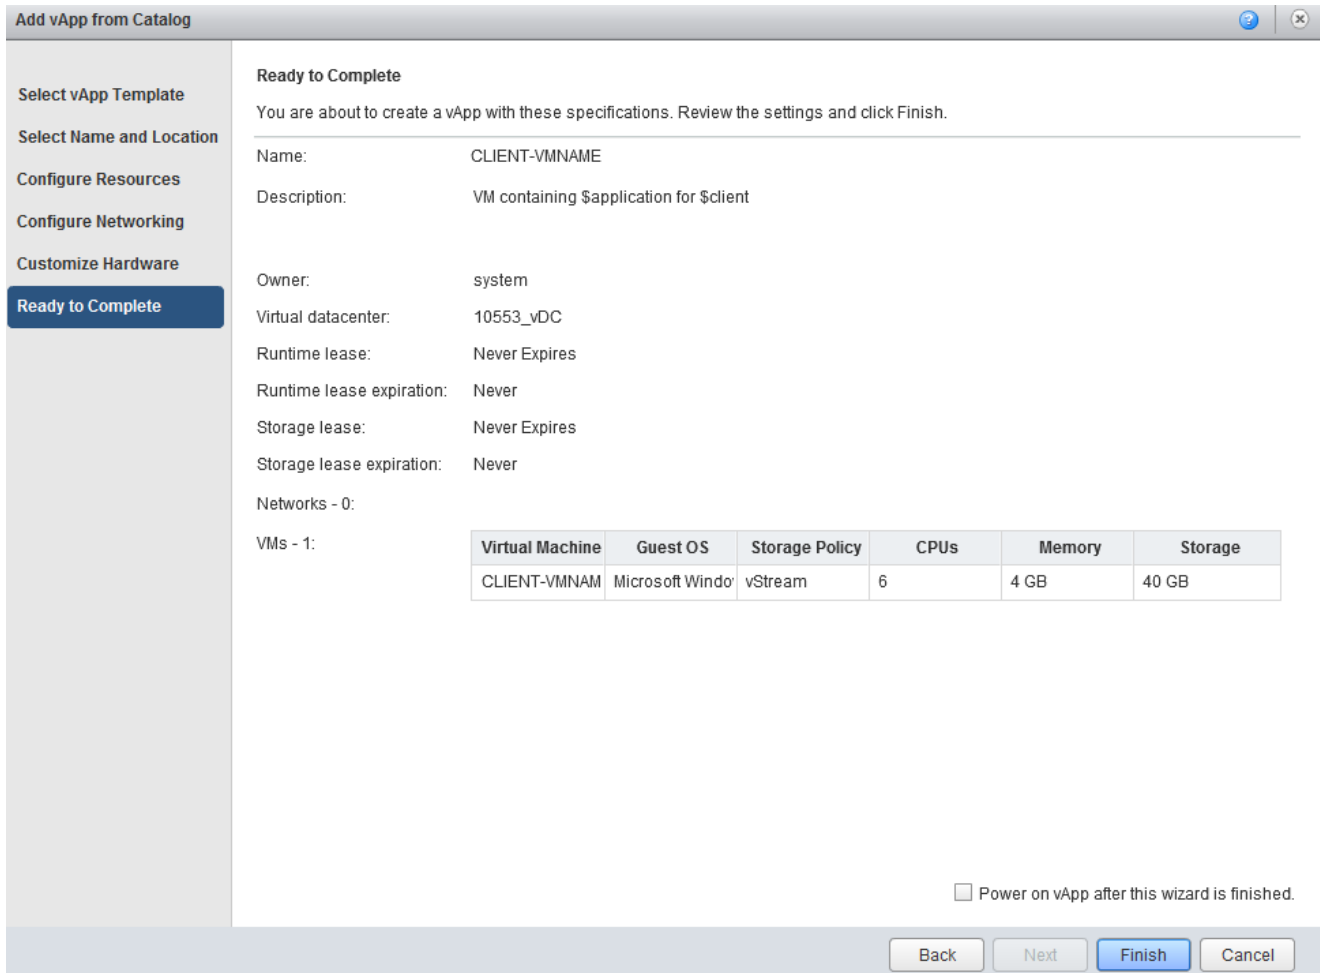 Add vApp from Catalog
Select vApp Template
Select Name and Location
Configure Resources
Configure Networking
Customize Hardware
Ready to Complete
Ready to Complete
You are about to create a vApp with these specifications. Review the settings and click Finish.
Name: CLIENT-VMNAME
Description: VM containing $application for $client
Owner: system
Virtual datacenter: 10553_vDC
Runtime lease: Never Expires
Runtime lease expiration: Never
Storage lease: Never Expires
Storage lease expiration: Never
Networks - 0:
VMs - 1:
Virtual Machine Guest OS Storage Policy CPUs Memory Storage
CLIENT-VMNAM Microsoft Windo vStream 6 4 GB 40 GB
Power on vApp after this wizard is finished.
Back Next Finish Cancel